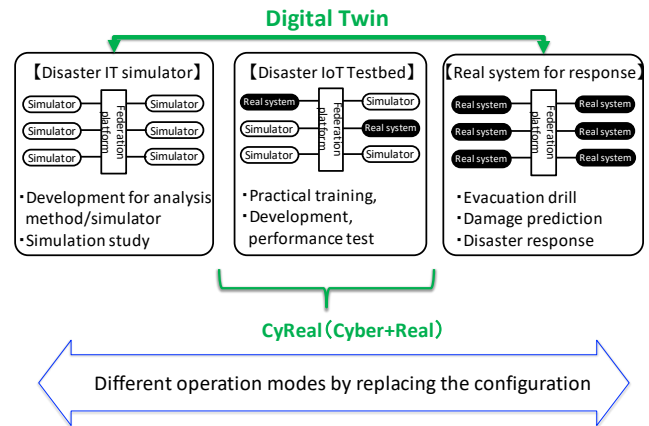 Digital Twin
【Disaster IT simulator】
Simulator
Simulator
Simulator
Federation
platform
Simulator
Simulator
Simulator
・Development for analysis
method/simulator
・Simulation study
【Disaster IoT Testbed】
Real system
Simulator
Simulator
Federation
platform
Simulator
Real system
Simulator
・Practical training,
・Development,
performance test
【Real system for response】
Real system
Real system
Real system
Federation
platform
Real system
Real system
Real system
・Evacuation drill
・Damage prediction
・Disaster response
CyReal（Cyber+Real）
Different operation modes by replacing the configuration